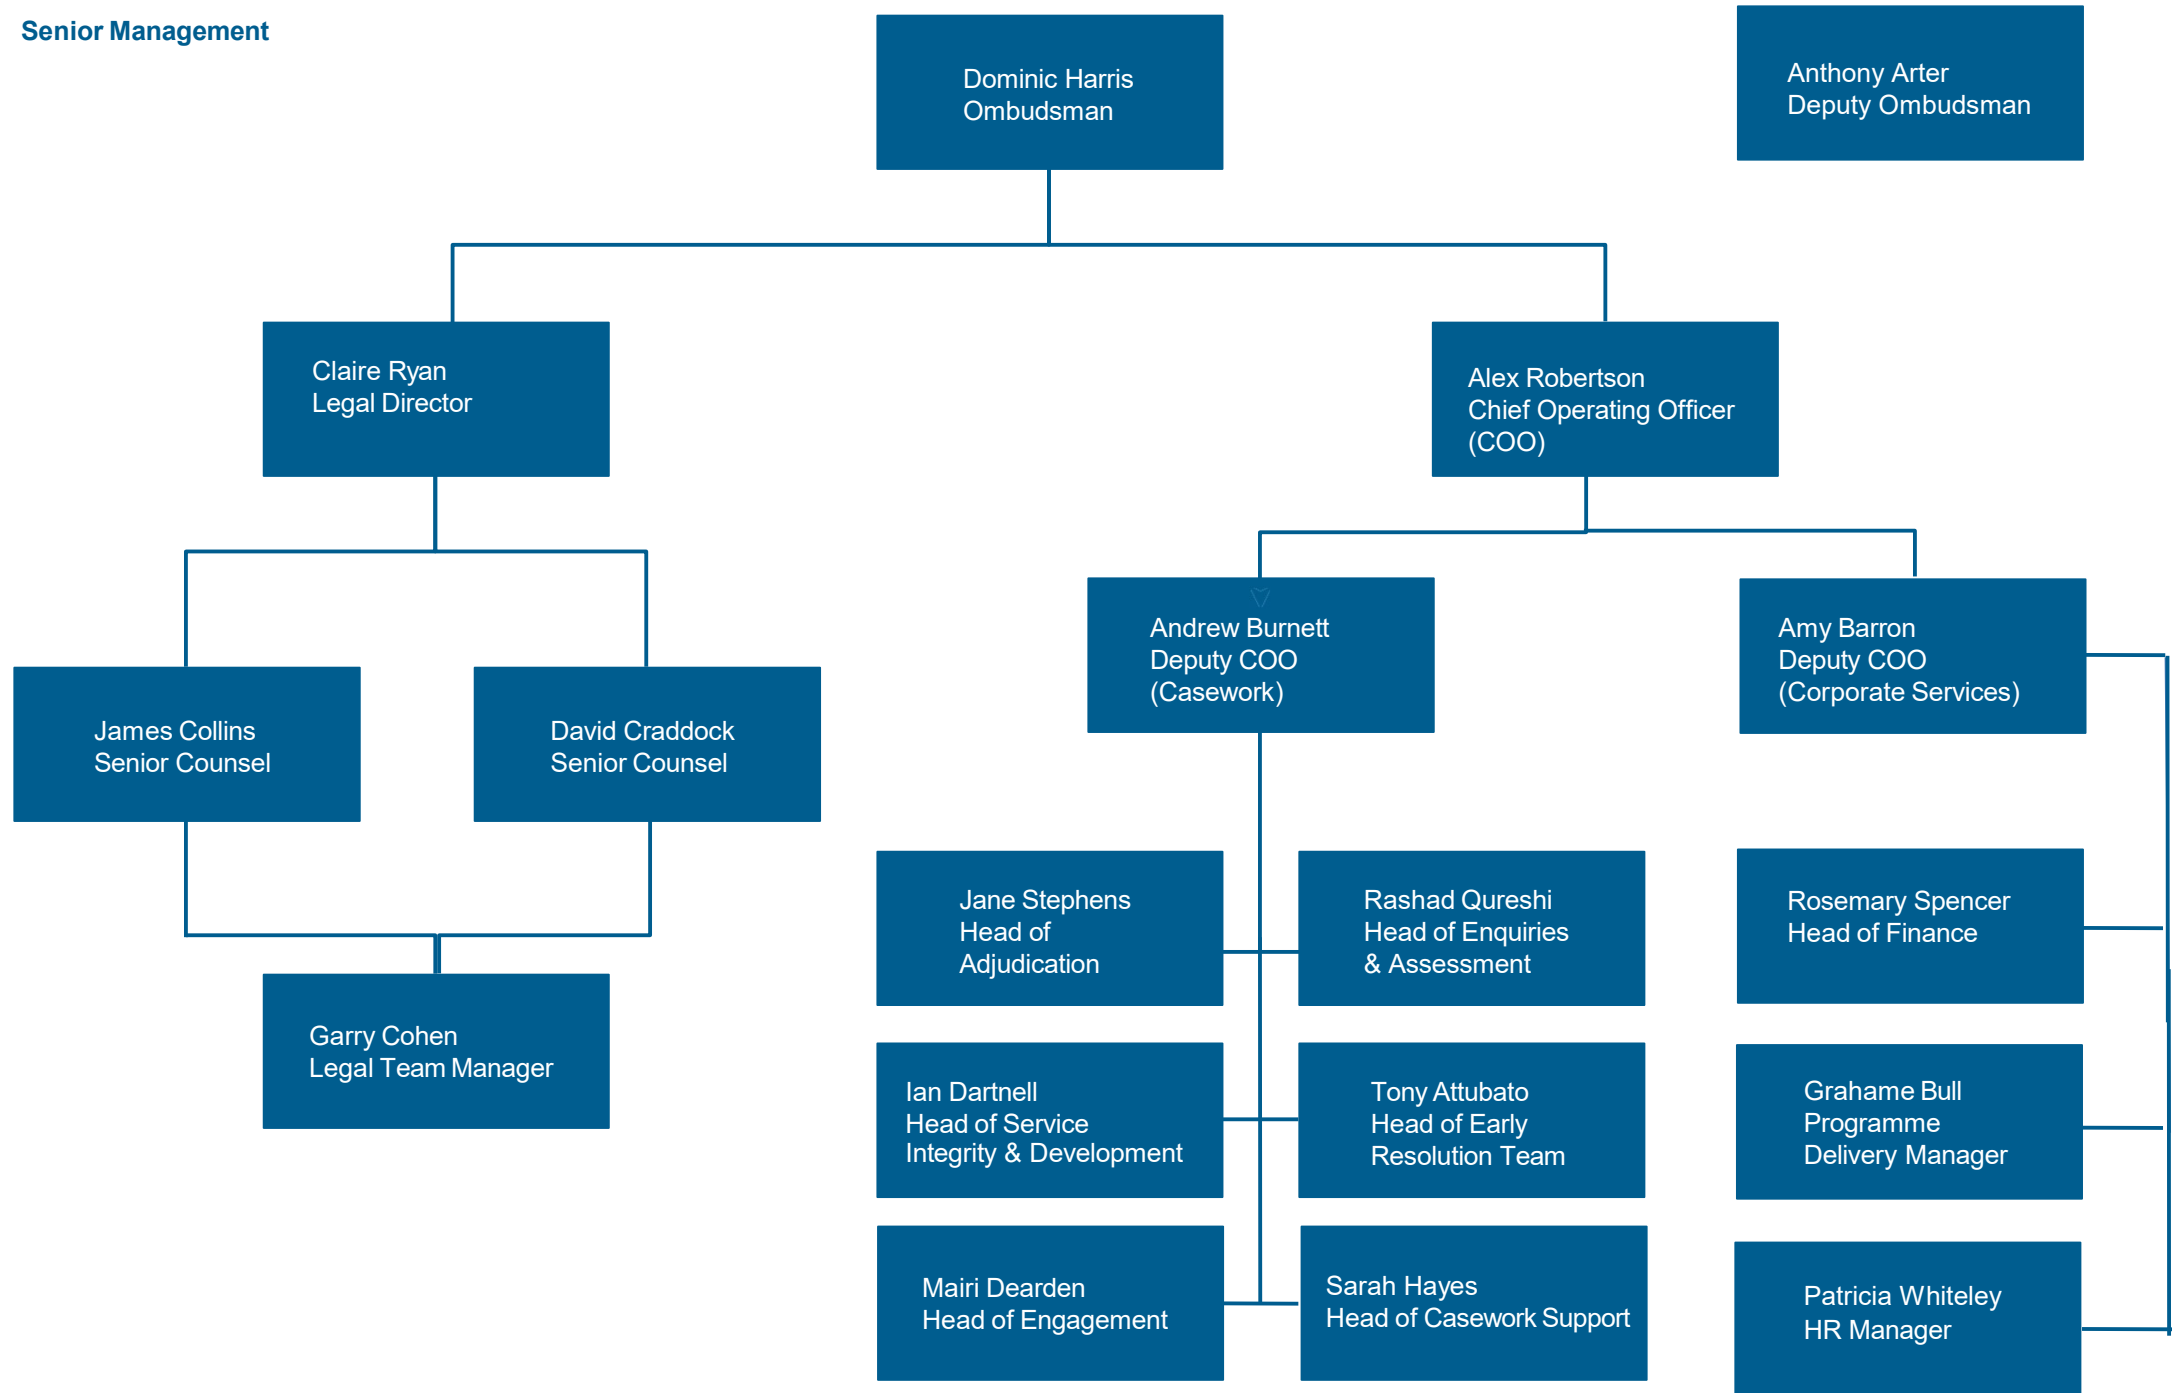 Senior Management
Dominic Harris
Ombudsman
Anthony Arter
Deputy Ombudsman
Claire Ryan
Legal Director
Alex Robertson
Chief Operating Officer
(COO)
James Collins
Senior Counsel
David Craddock
Senior Counsel
Andrew Burnett
Deputy COO
(Casework)
Amy Barron
Deputy COO
(Corporate Services)
Garry Cohen
Legal Team Manager
Jane Stephens
Head of
Adjudication
Rashad Qureshi
Head of Enquiries
& Assessment
Rosemary Spencer
Head of Finance
Ian Dartnell
Head of Service
Integrity & Development
Tony Attubato
Head of Early
Resolution Team
Grahame Bull
Programme
Delivery Manager
Mairi Dearden
Head of Engagement
Sarah Hayes
Head of Casework Support
Patricia Whiteley
HR Manager